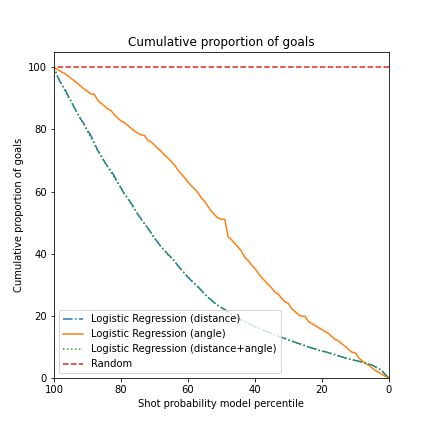 Cumulative proportion of goals
Cumulative proportion of goals
100
80
60
40
20
0
Logistic Regression (distance)
Logistic Regression (angle)
Logistic Regression (distance+angle)
Random
100 80 60 40 20 0
Shot probability model percentile